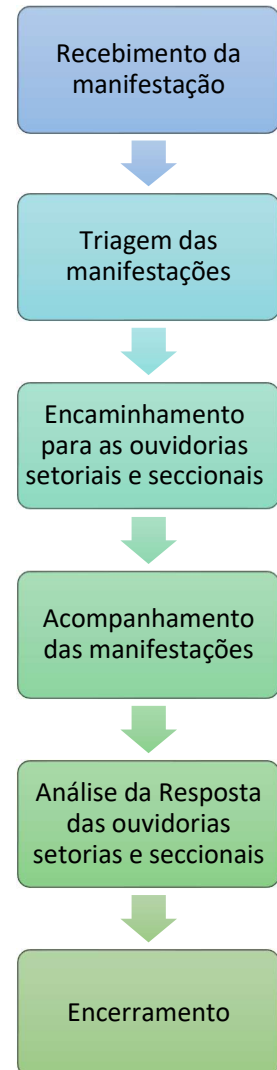 Recebimento da
manifestação
Triagem das
manifestações
Encaminhamento
para as ouvidorias
setoriais e seccionais
Acompanhamento
das manifestações
Análise da Resposta
das ouvidorias
setorias e seccionais
Encerramento